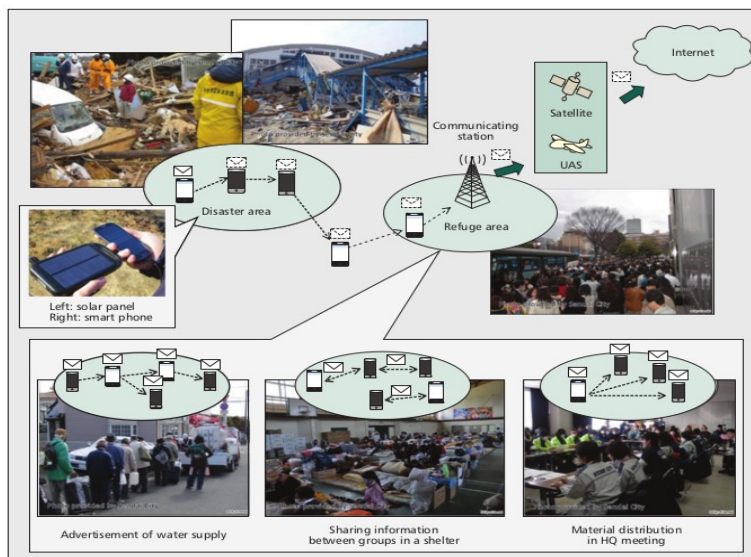 Internet
Satellite
UAS
Communicating
station
Disaster area
Refuge area
Left: solar panel
Right: smart phone
Advertisement of water supply
Sharing information
between groups in a shelter
Material distribution
in HQ meeting